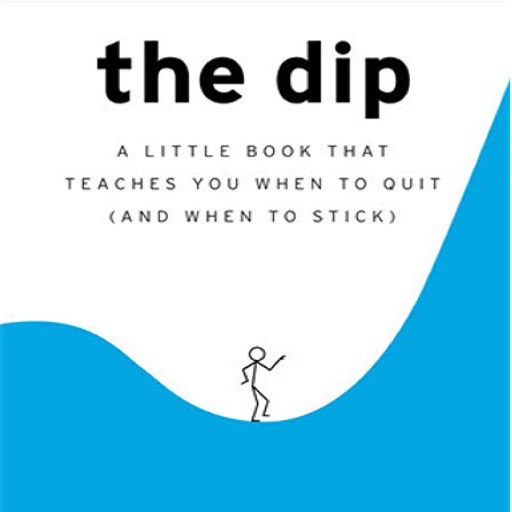 the dip
A LITTLE BOOK THAT
TEACHES YOU WHEN TO QUIT
(AND WHEN TO STICK)